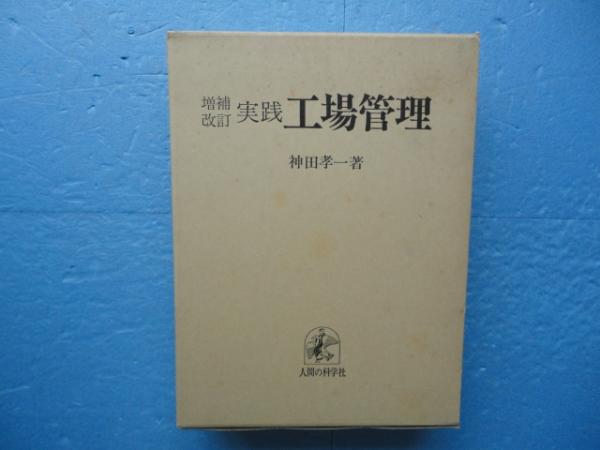 増補改訂 実践 工場管理
神田孝一著
人間の科学社